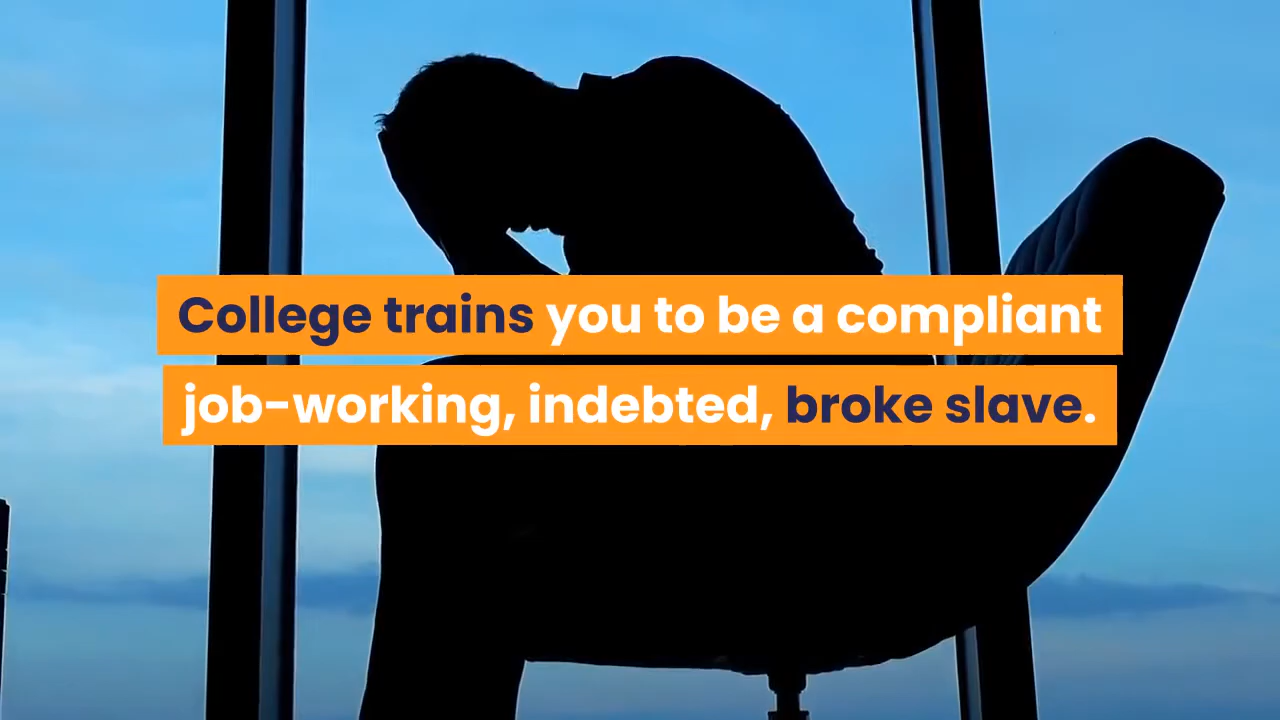 College trains you to be a compliant
job-working, indebted, broke slave.